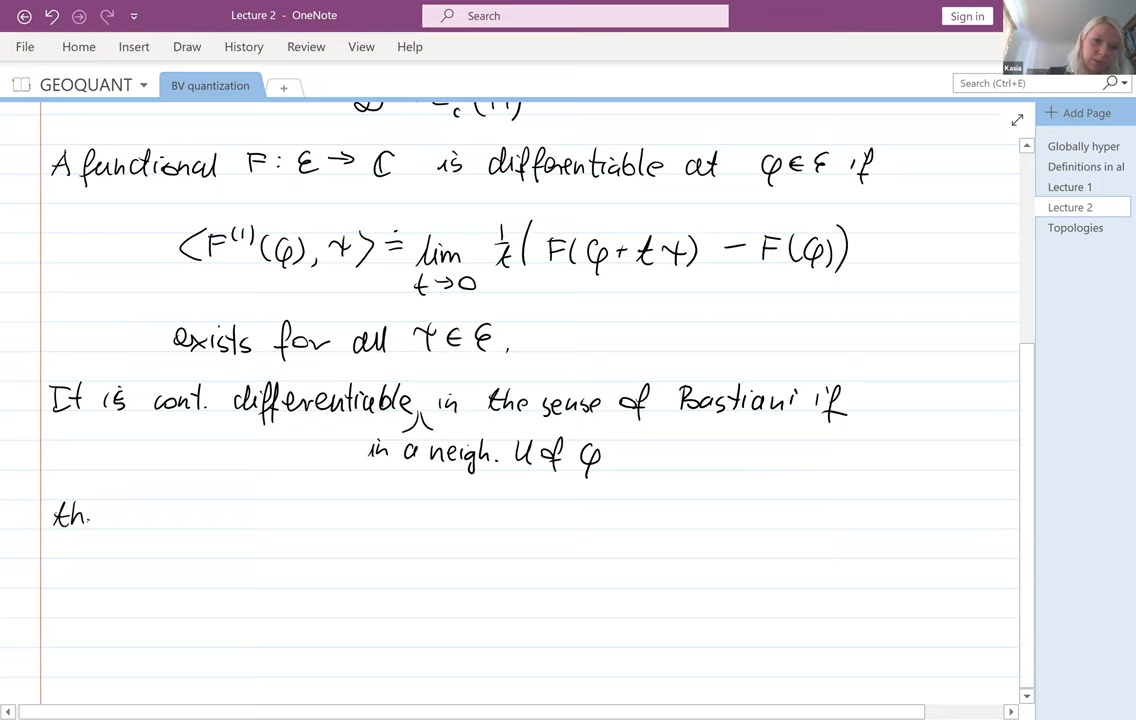 Lecture 2 - OneNote
Search
Sign in
File Home Insert Draw History Review View Help
Kasia
GEOQUANT
BV quantization
+
Search (Ctrl+E)
Add Page
Globally hyper
Definitions in al
Lecture 1
Lecture 2
Topologies
A functional F: ℰ → ℂ is differentiable at φ ∈ ℰ if
⟨F⁽¹⁾(φ), ψ⟩ ≐ lim 1/t ( F(φ + tψ) − F(φ))
t → 0
exists for all ψ ∈ ℰ.
It is cont. differentiable in the sense of Bastiani if
in a neigh. U of φ
th.